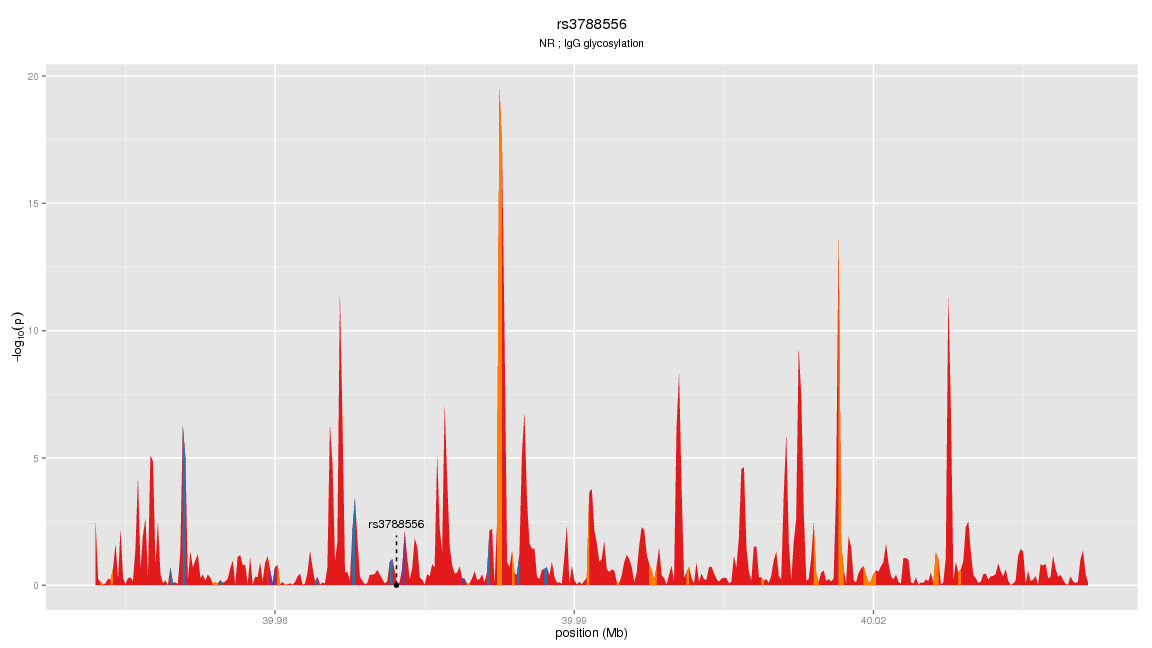 rs3788556
NR ; IgG glycosylation
20
15
10
5
0
−log10(p)
rs3788556
39.96
39.99
40.02
position (Mb)